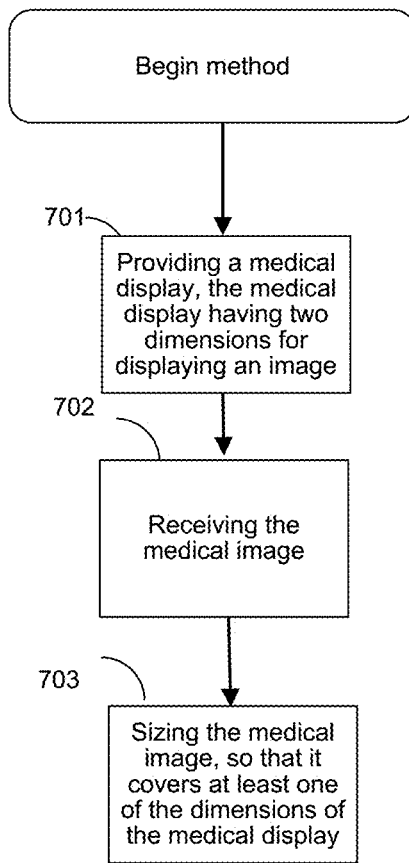 Begin method
701
Providing a medical
display, the medical
display having two
dimensions for
displaying an image
702
Receiving the
medical image
703
Sizing the medical
image, so that it
covers at least one
of the dimensions of
the medical display